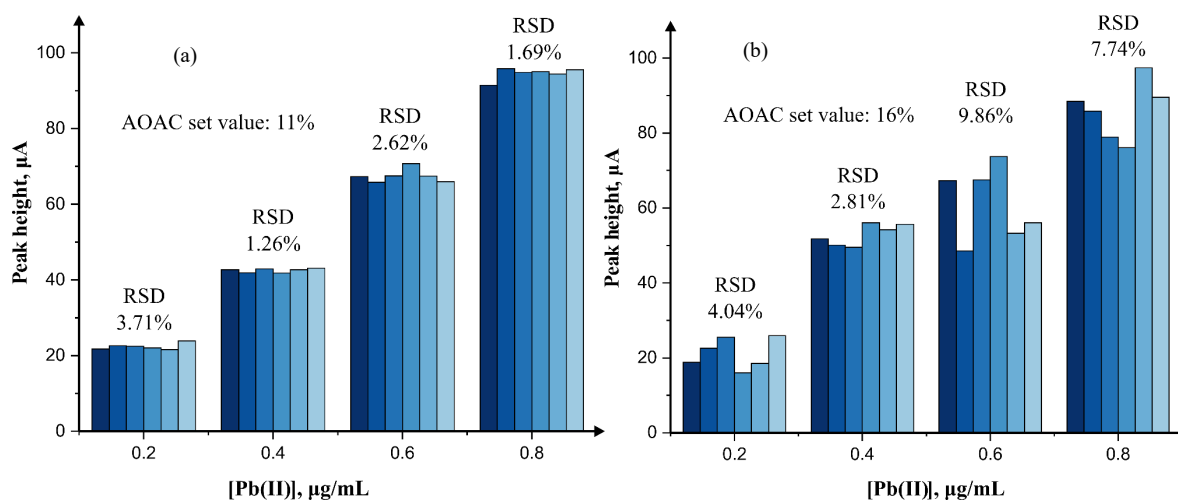 (a)
AOAC set value: 11%
RSD
3.71%
RSD
1.26%
RSD
2.62%
RSD
1.69%
Peak height, µA
100
80
60
40
20
0
0.2 0.4 0.6 0.8
[Pb(II)], µg/mL
(b)
AOAC set value: 16%
RSD
4.04%
RSD
2.81%
RSD
9.86%
RSD
7.74%
Peak height, µA
100
80
60
40
20
0
0.2 0.4 0.6 0.8
[Pb(II)], µg/mL